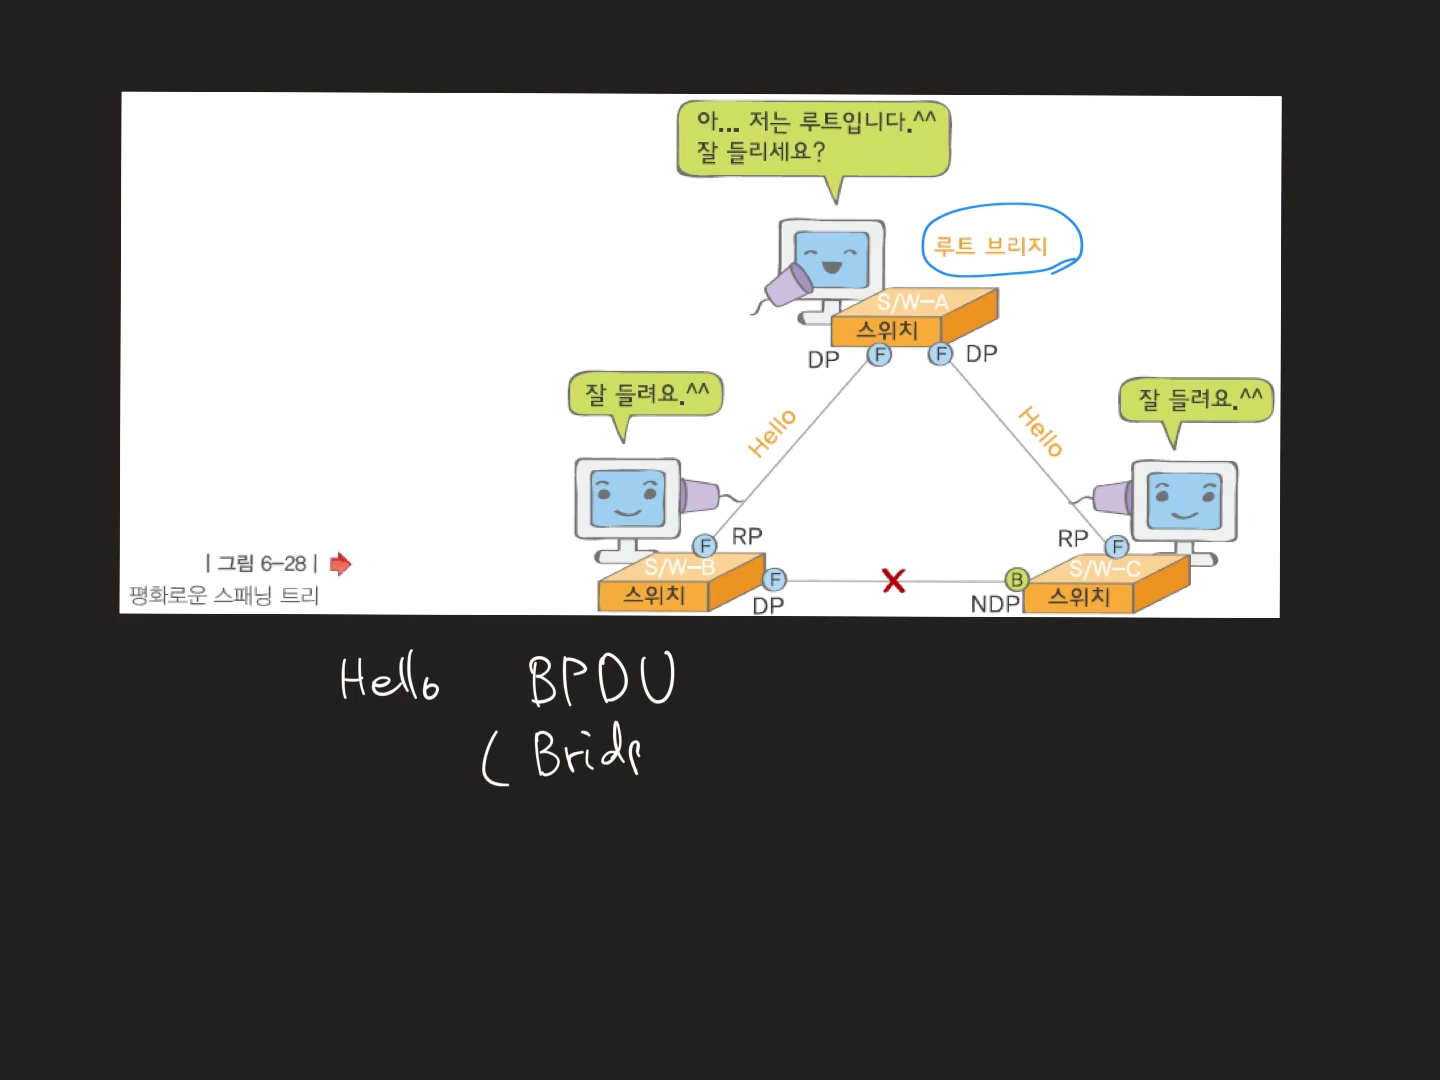 아... 저는 루트입니다.^^
잘 들리세요?
루트 브리지
S/W-A
스위치
DP F F DP
잘 들려요.^^
잘 들려요.^^
Hello
Hello
RP F
RP F
S/W-B
스위치
F
DP
B
NDP
S/W-C
스위치
| 그림 6-28 |
평화로운 스패닝 트리
Hello BPDU